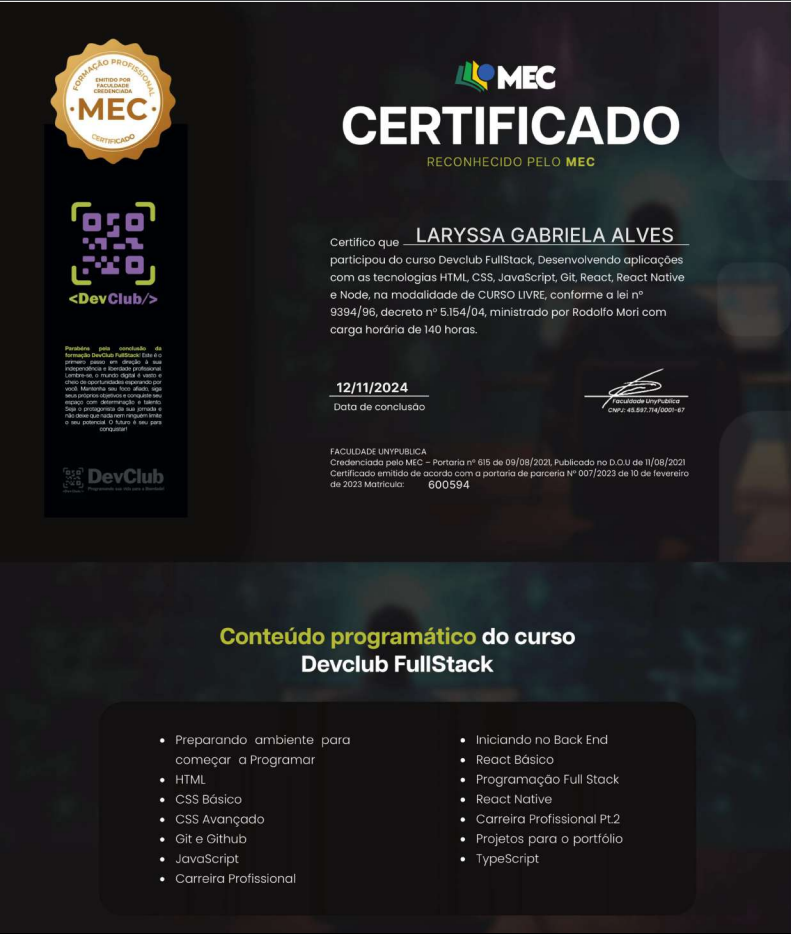 FORMAÇÃO PROFISSIONAL
EMITIDO POR
FACULDADE
CREDENCIADA
• MEC •
CERTIFICADO
<DevClub/>
Parabéns pela conclusão da
formação DevClub FullStack! Este é o
primeiro passo em direção à sua
independência e liberdade profissional.
Lembre-se, o mundo digital é vasto e
cheio de oportunidades esperando por
você. Mantenha seu foco afiado, siga
seus próprios objetivos e conquiste seu
espaço com determinação e talento.
Seja o protagonista da sua jornada e
não deixe que nada nem ninguém limite
o seu potencial. O futuro é seu para
conquistar!
DevClub
Programando sua vida para a liberdade!
MEC
CERTIFICADO
RECONHECIDO PELO MEC
Certifico que LARYSSA GABRIELA ALVES
participou do curso Devclub FullStack, Desenvolvendo aplicações
com as tecnologias HTML, CSS, JavaScript, Git, React, React Native
e Node, na modalidade de CURSO LIVRE, conforme a lei nº
9394/96, decreto nº 5.154/04, ministrado por Rodolfo Mori com
carga horária de 140 horas.
12/11/2024
Data de conclusão
Faculdade UnyPublica
CNPJ: 45.597.714/0001-67
FACULDADE UNYPUBLICA
Credenciada pelo MEC – Portaria nº 615 de 09/08/2021, Publicado no D.O.U de 11/08/2021
Certificado emitido de acordo com a portaria de parceria Nº 007/2023 de 10 de fevereiro
de 2023 Matricula: 600594
Conteúdo programático do curso
Devclub FullStack
• Preparando ambiente para
começar a Programar
• HTML
• CSS Básico
• CSS Avançado
• Git e Github
• JavaScript
• Carreira Profissional
• Iniciando no Back End
• React Básico
• Programação Full Stack
• React Native
• Carreira Profissional Pt.2
• Projetos para o portfólio
• TypeScript